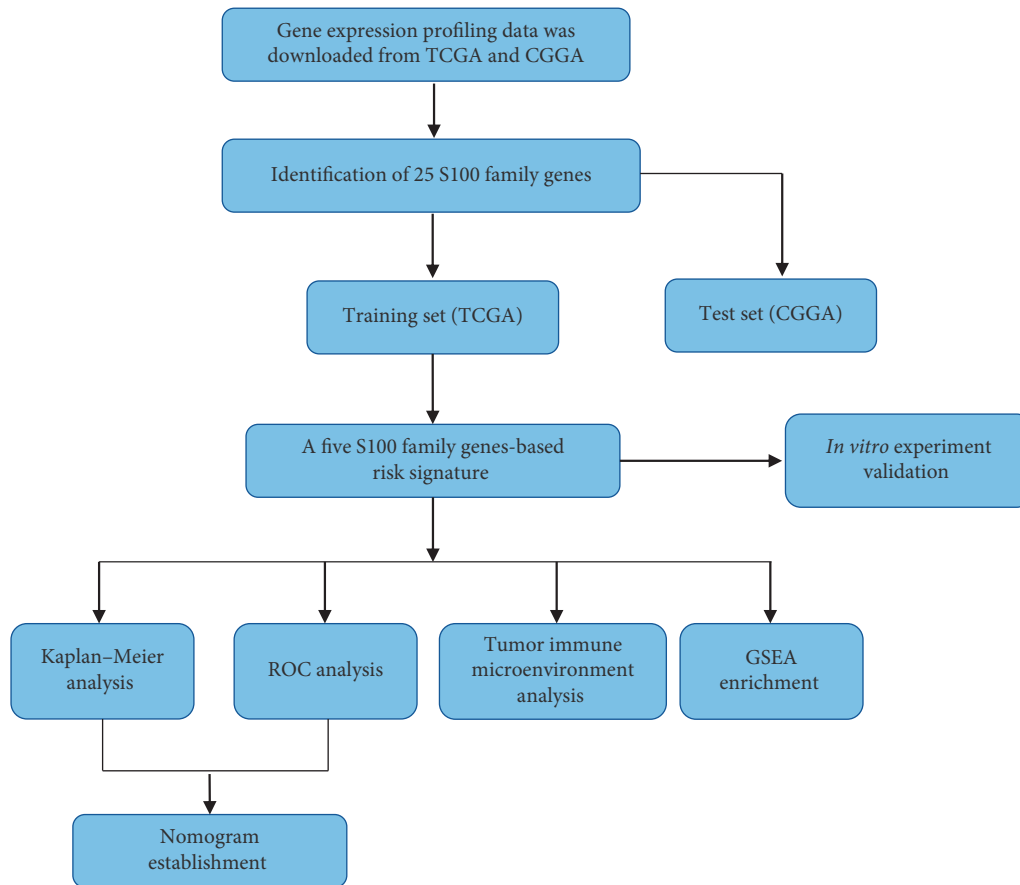 Gene expression profiling data was
downloaded from TCGA and CGGA
Identification of 25 S100 family genes
Training set (TCGA)
Test set (CGGA)
A five S100 family genes-based
risk signature
In vitro experiment
validation
Kaplan–Meier
analysis
ROC analysis
Tumor immune
microenvironment
analysis
GSEA
enrichment
Nomogram
establishment